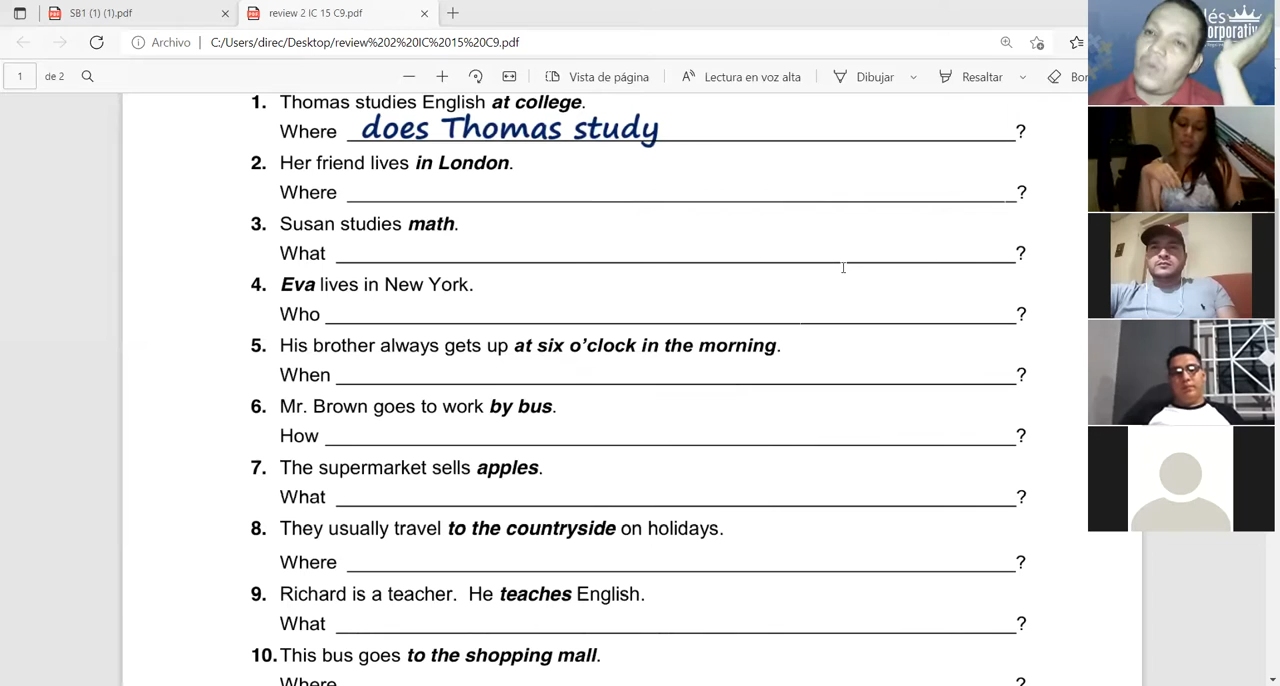 SB1 (1) (1).pdf
review 2 IC 15 C9.pdf
Archivo C:/Users/direc/Desktop/review%202%20IC%2015%20C9.pdf
1 de 2 Vista de página Lectura en voz alta Dibujar Resaltar
1. Thomas studies English at college.
Where does Thomas study ?
2. Her friend lives in London.
Where ?
3. Susan studies math.
What ?
4. Eva lives in New York.
Who ?
5. His brother always gets up at six o'clock in the morning.
When ?
6. Mr. Brown goes to work by bus.
How ?
7. The supermarket sells apples.
What ?
8. They usually travel to the countryside on holidays.
Where ?
9. Richard is a teacher. He teaches English.
What ?
10. This bus goes to the shopping mall.
Where ?